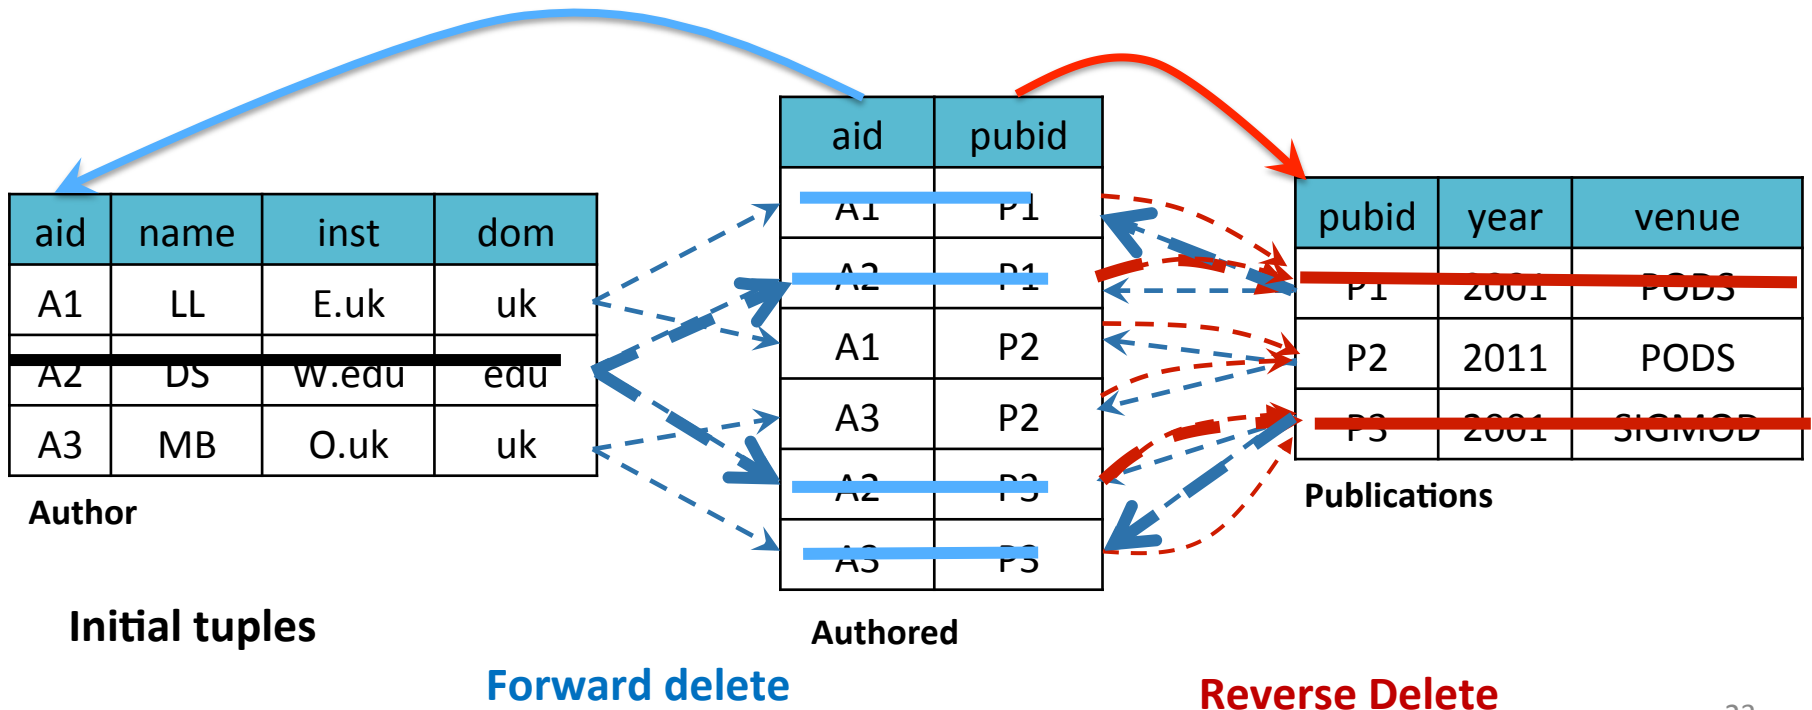 aid name inst dom
A1 LL E.uk uk
A2 DS W.edu edu
A3 MB O.uk uk
Author
aid pubid
A1 P1
A2 P1
A1 P2
A3 P2
A2 P3
A3 P3
Authored
pubid year venue
P1 2001 PODS
P2 2011 PODS
P3 2001 SIGMOD
Publications
Initial tuples
Forward delete
Reverse Delete